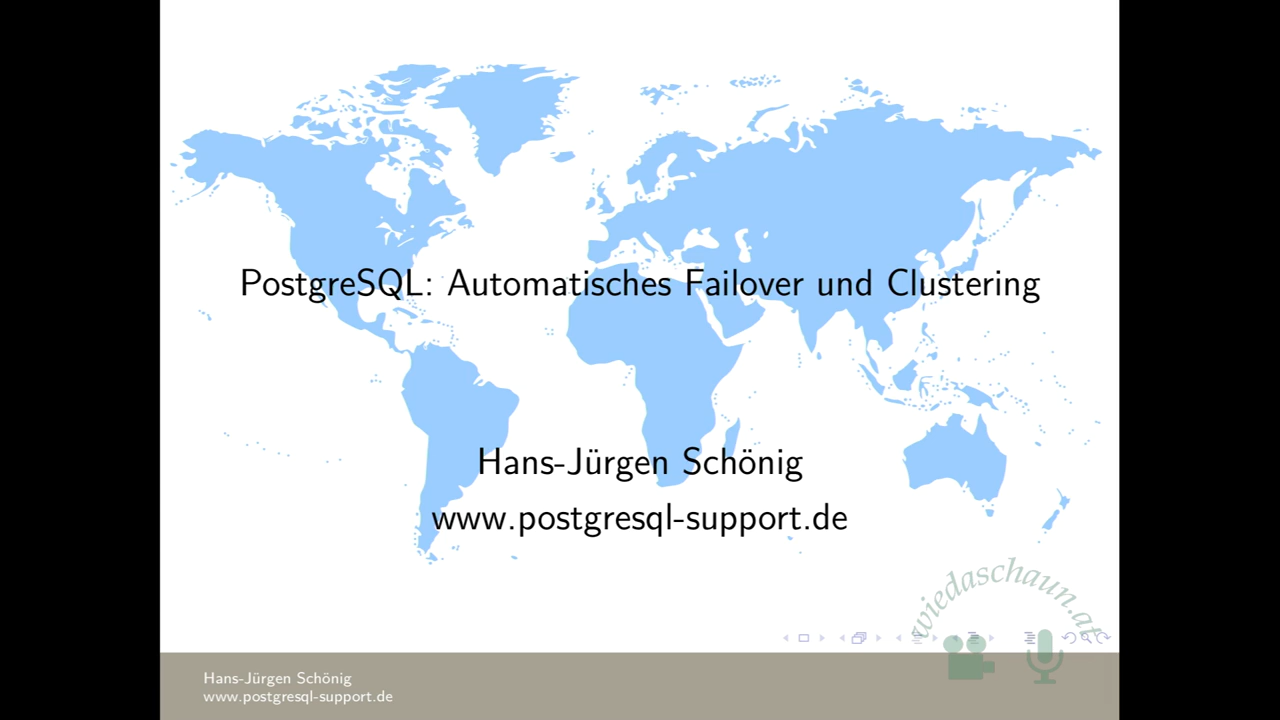 PostgreSQL: Automatisches Failover und Clustering
Hans-Jürgen Schönig
www.postgresql-support.de
wiedaschaun.at
Hans-Jürgen Schönig
www.postgresql-support.de